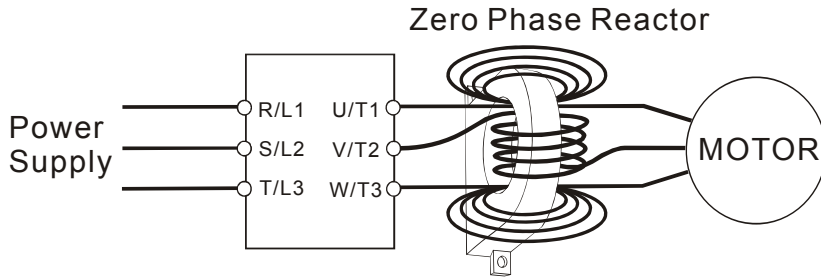 Zero Phase Reactor
Power
Supply
R/L1
U/T1
S/L2
V/T2
T/L3
W/T3
MOTOR